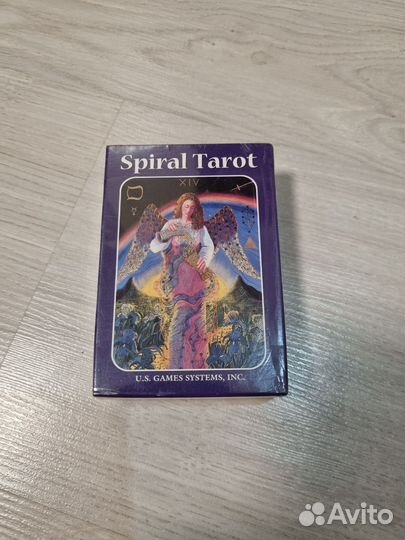 Spiral Tarot
XIV
U.S. GAMES SYSTEMS, INC.
Avito